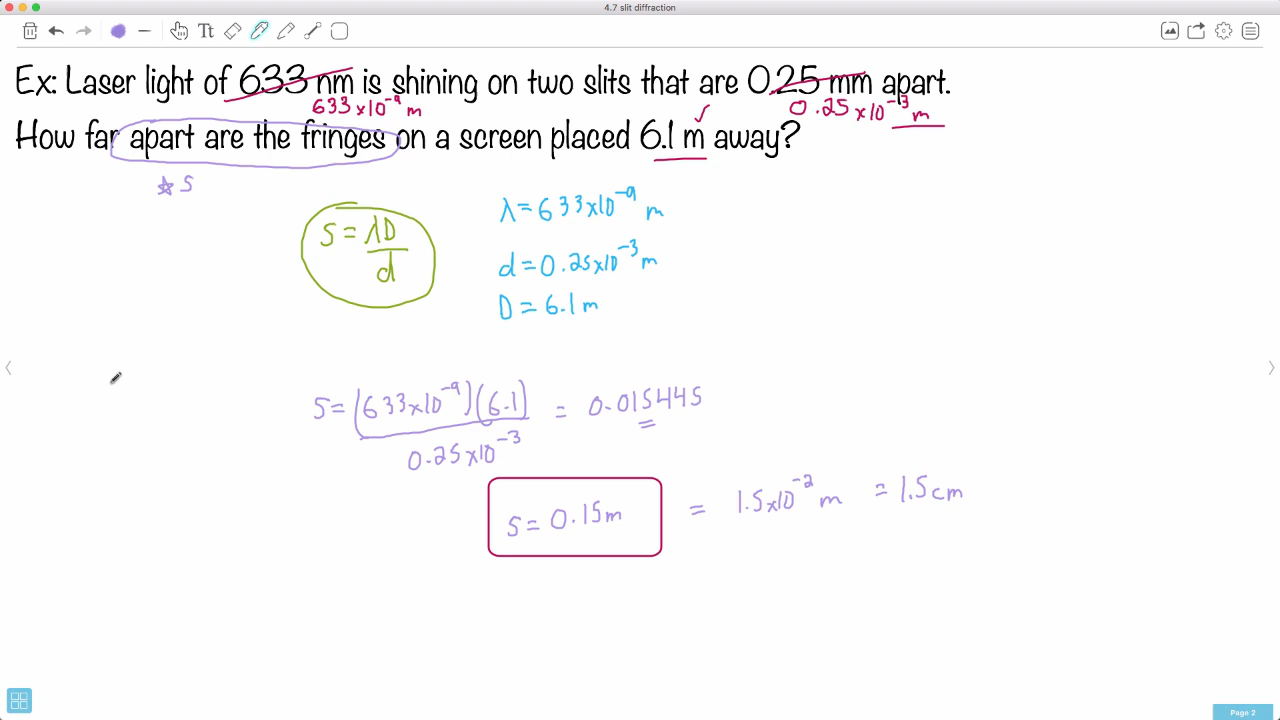 4.7 slit diffraction
Tt
Ex: Laser light of 633 nm is shining on two slits that are 0.25 mm apart.
633×10⁻⁹ m 0.25×10⁻³ m
How far apart are the fringes on a screen placed 6.1 m away?
☆ S
S = λD/d
λ = 633×10⁻⁹ m
d = 0.25×10⁻³ m
D = 6.1 m
S = (633×10⁻⁹)(6.1)/0.25×10⁻³ = 0.015445
S = 0.15m = 1.5×10⁻² m = 1.5cm
Page 2